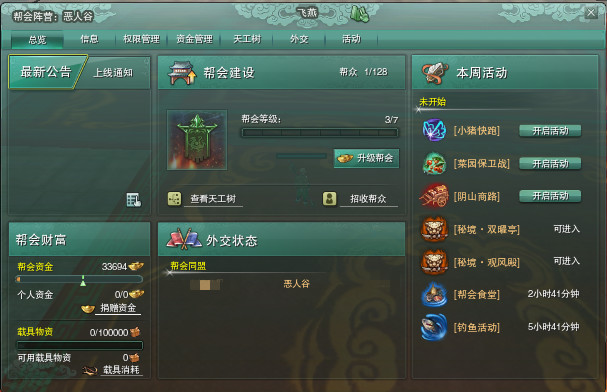 飞燕
帮会阵营：恶人谷
总览 信息 权限管理 资金管理 天工树 外交 活动
最新公告 上线通知
帮会建设 帮众 1/128
帮会等级： 3/7
升级帮会
查看天工树 招收帮众
帮会财富
帮会资金 33694
个人资金 0/0
捐赠资金
载具物资 0/100000
可用载具物资 0
载具消耗
外交状态
帮会同盟
恶人谷
本周活动
未开始
[小猪快跑] 开启活动
[菜园保卫战] 开启活动
[阴山商路] 开启活动
[秘境·双曜亭] 可进入
[秘境·观风殿] 可进入
[帮会食堂] 2小时41分钟
[钓鱼活动] 5小时41分钟